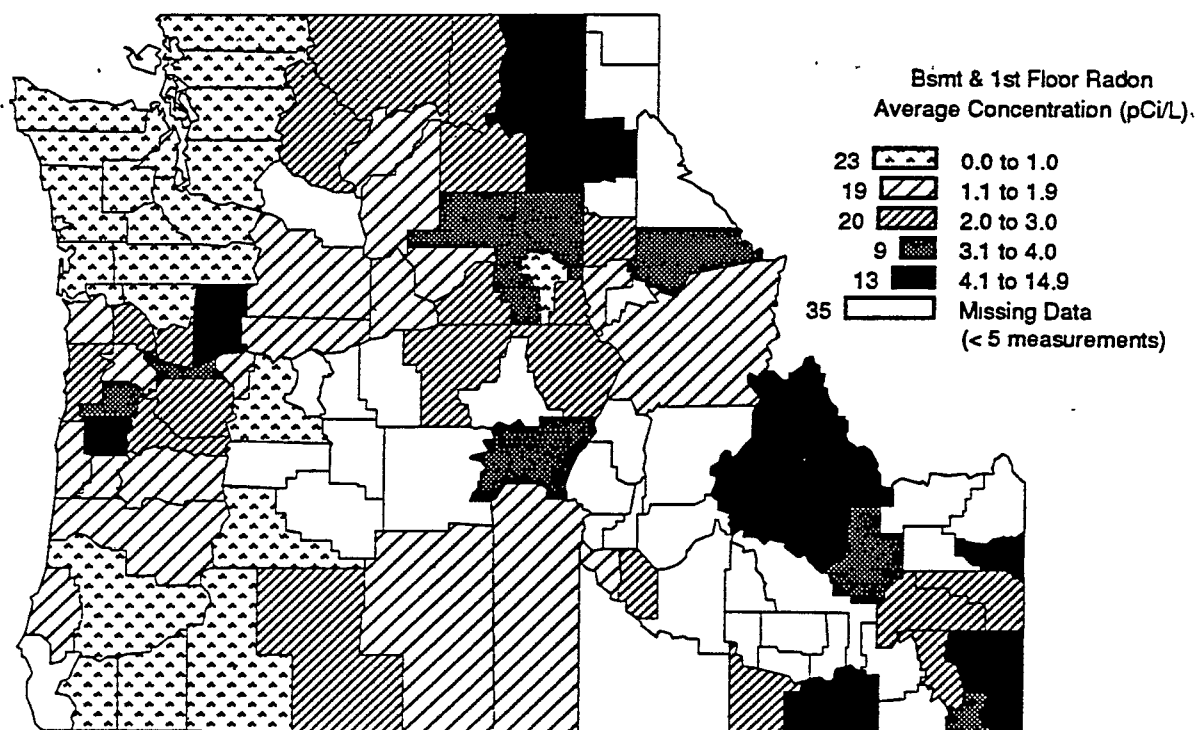 Bsmt & 1st Floor Radon
Average Concentration (pCi/L)
23 0.0 to 1.0
19 1.1 to 1.9
20 2.0 to 3.0
9 3.1 to 4.0
13 4.1 to 14.9
35 Missing Data
(< 5 measurements)